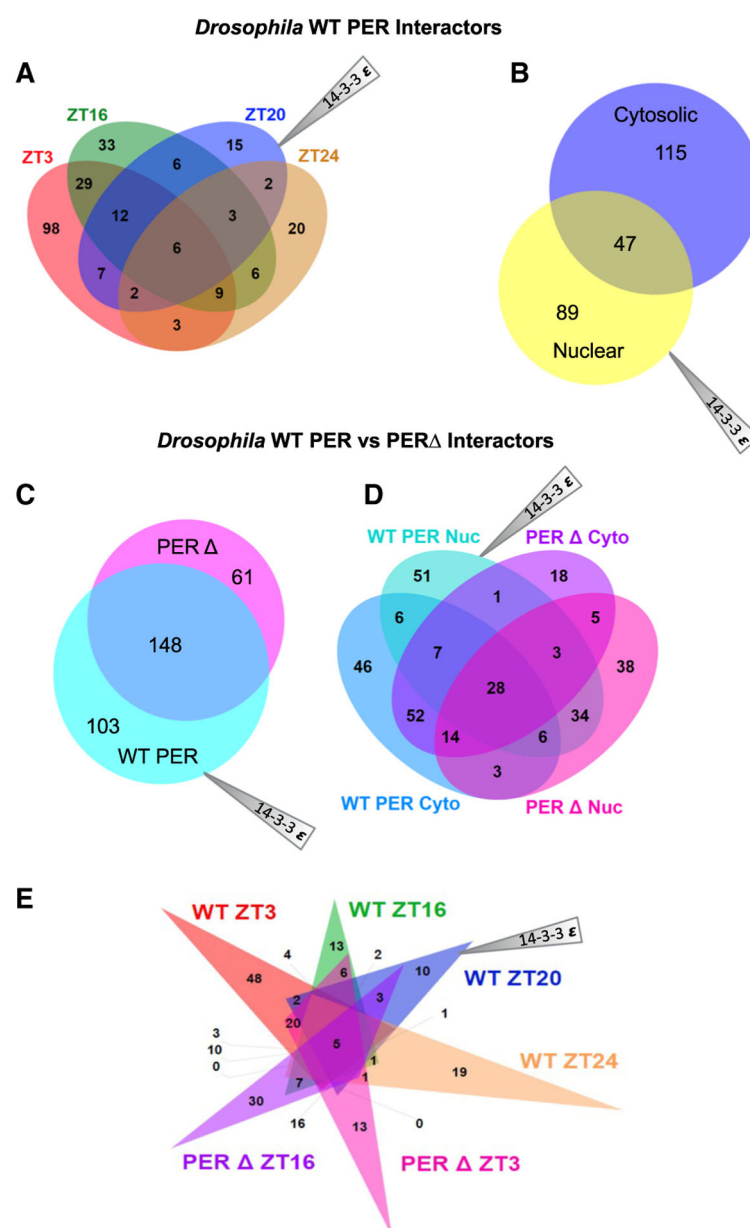 Drosophila WT PER Interactors
A
ZT16
ZT20
14-3-3 ε
ZT3
ZT24
33
6
15
29
2
12
3
98
6
20
7
6
2
9
3
B
Cytosolic
115
47
89
Nuclear
14-3-3 ε
Drosophila WT PER vs PERΔ Interactors
C
PER Δ
61
148
103
WT PER
14-3-3 ε
D
14-3-3 ε
WT PER Nuc
PER Δ Cyto
51
18
1
6
5
7
3
46
38
28
52
34
14
6
3
WT PER Cyto
PER Δ Nuc
E
WT ZT3
WT ZT16
14-3-3 ε
WT ZT20
4
13
2
48
6
10
2
3
20
1
3
5
10
1
WT ZT24
0
7
1
19
30
16
13
0
PER Δ ZT16
PER Δ ZT3